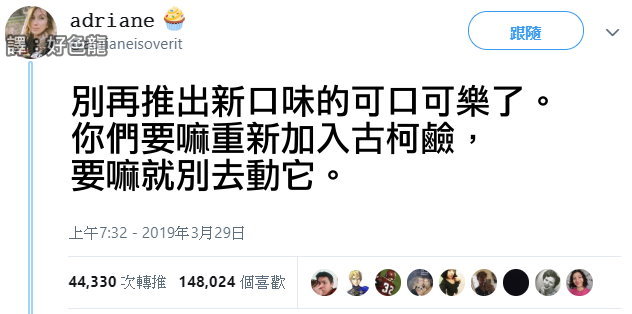 adriane 🧁
譯：好色龍
aneisoverit
跟隨
別再推出新口味的可口可樂了。
你們要嘛重新加入古柯鹼，
要嘛就別去動它。
上午7:32 - 2019年3月29日
44,330 次轉推 148,024 個喜歡